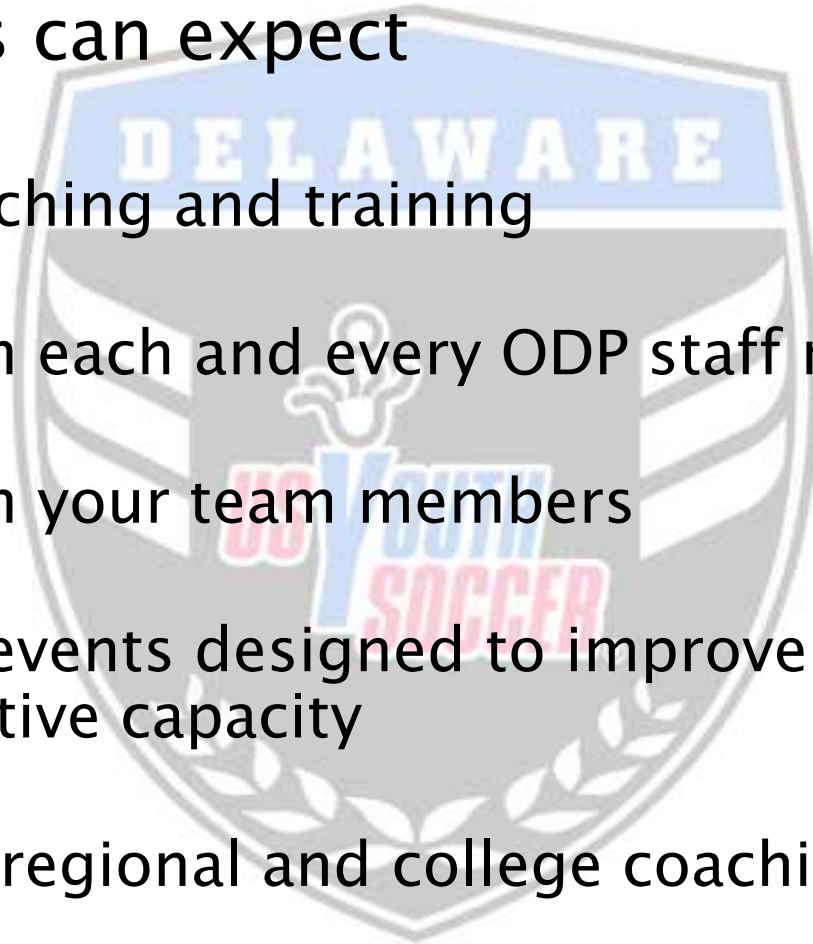 s can expect
DELAWARE
ching and training
each and every ODP staff
your team members
US YOUTH
SOCCER
events designed to improve
tive capacity
regional and college coachi